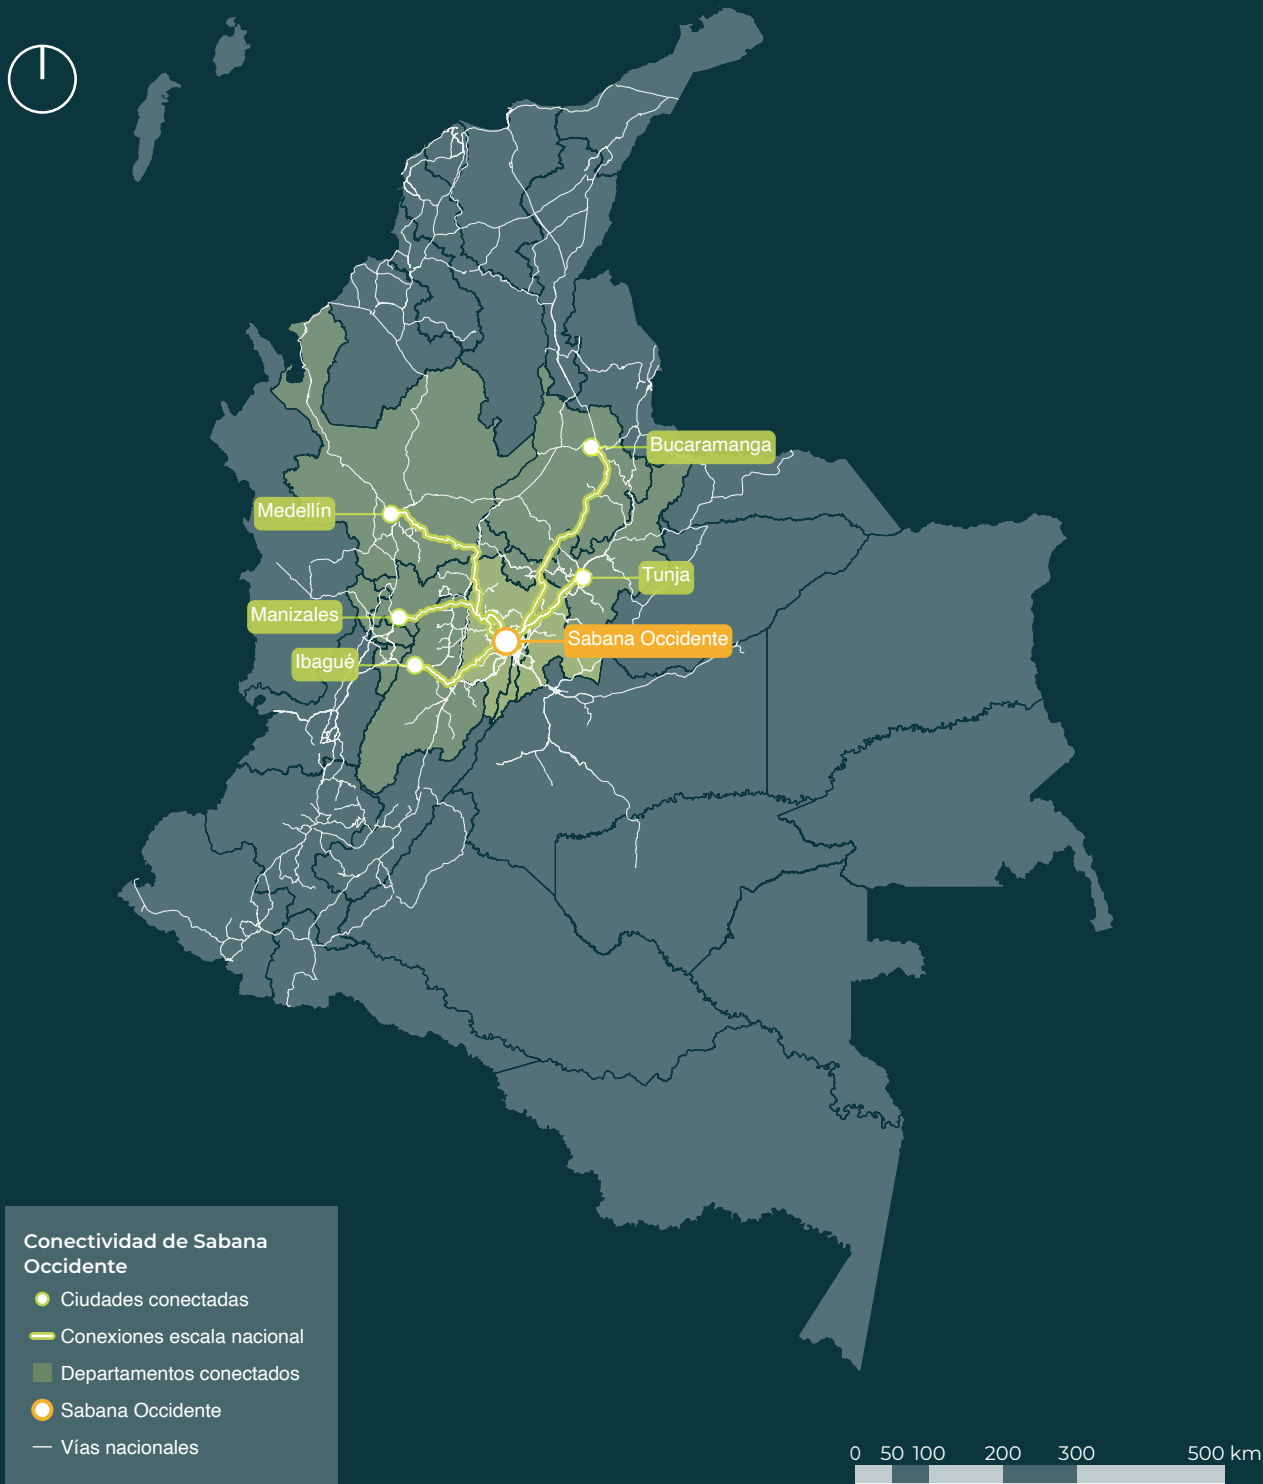 Bucaramanga
Medellín
Tunja
Manizales
Sabana Occidente
Ibagué
Conectividad de Sabana
Occidente
Ciudades conectadas
Conexiones escala nacional
Departamentos conectados
Sabana Occidente
Vías nacionales
0 50 100 200 300 500 km